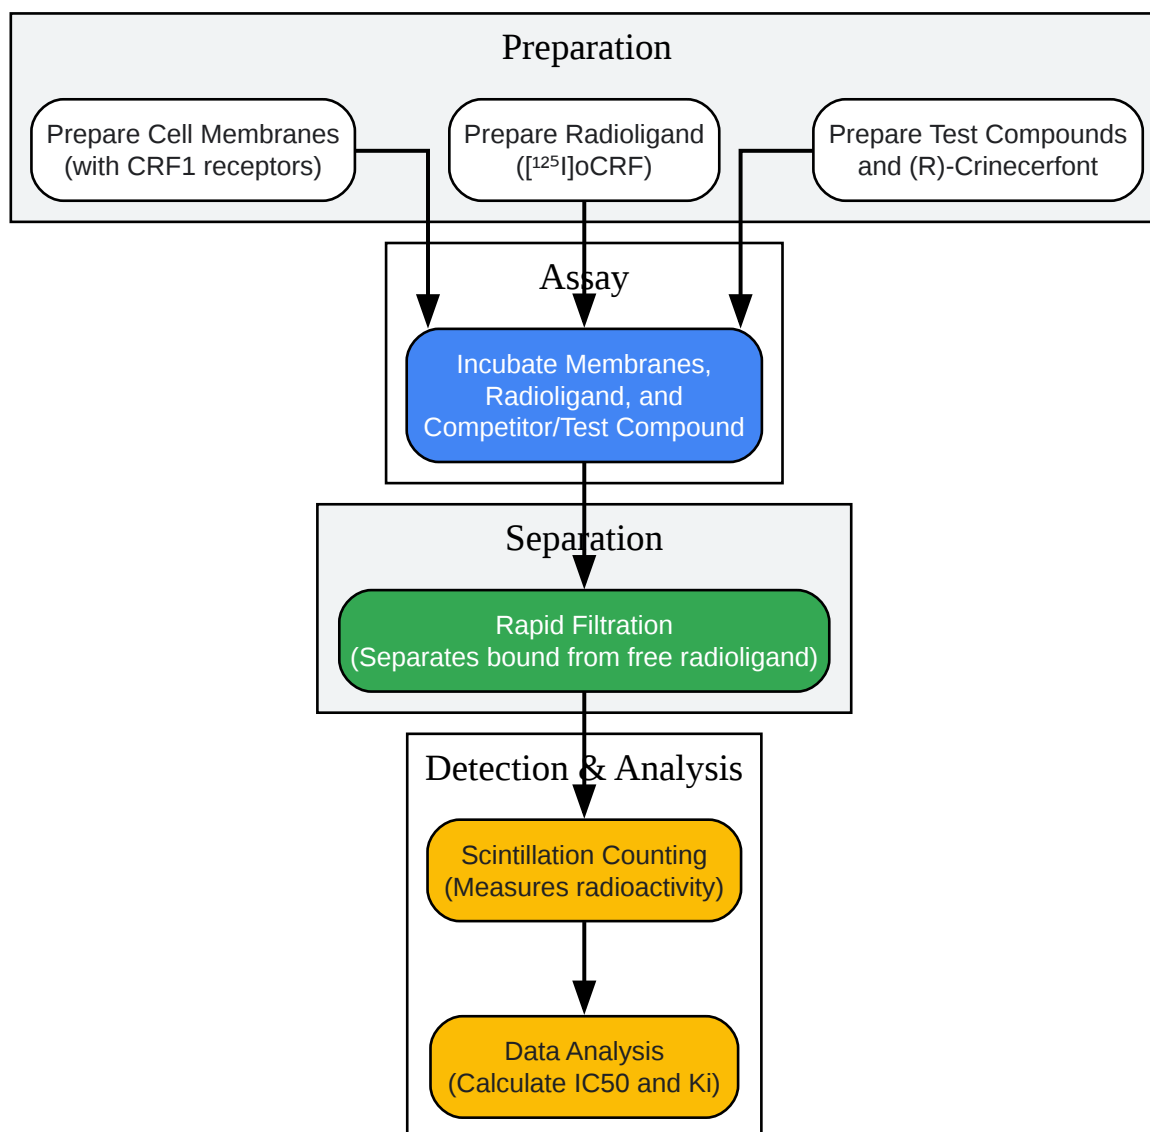 Preparation
Prepare Cell Membranes
(with CRF1 receptors)
Prepare Radioligand
([¹²⁵I]oCRF)
Prepare Test Compounds
and (R)-Crinecerfont
Assay
Incubate Membranes,
Radioligand, and
Competitor/Test Compound
Separation
Rapid Filtration
(Separates bound from free radioligand)
Detection & Analysis
Scintillation Counting
(Measures radioactivity)
Data Analysis
(Calculate IC50 and Ki)